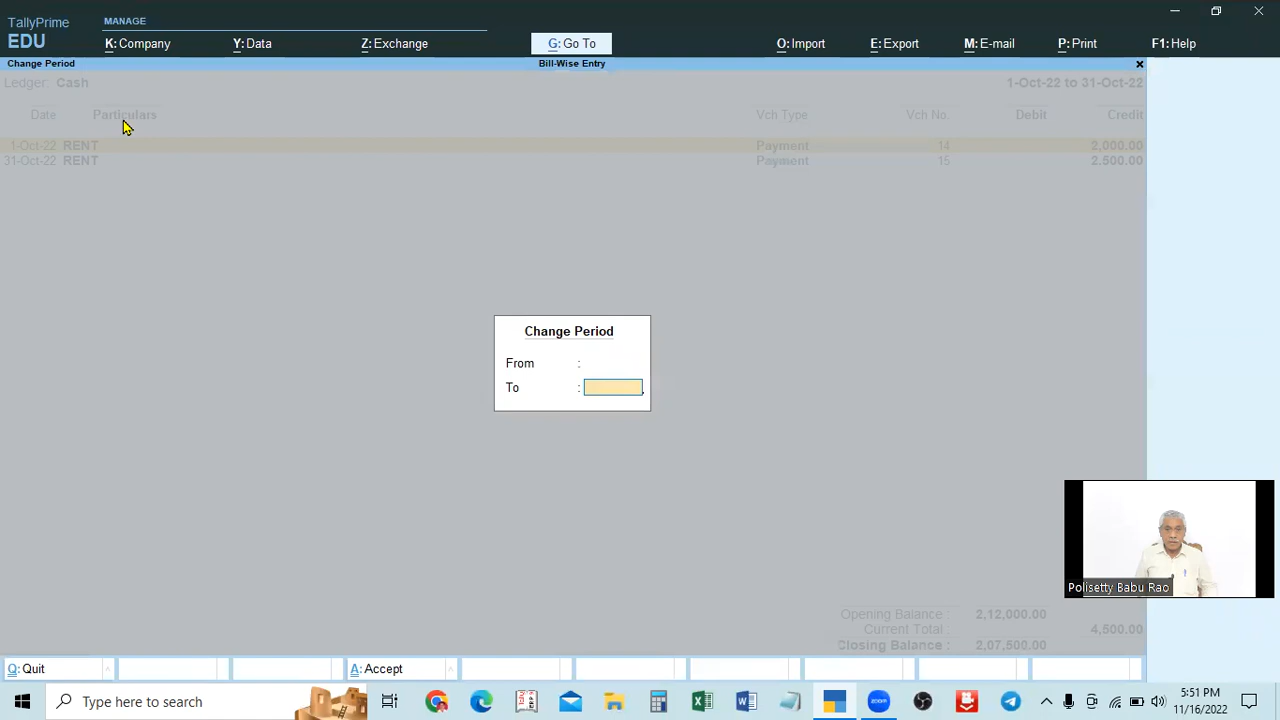 TallyPrime
EDU
MANAGE
K: Company Y: Data Z: Exchange G: Go To O: Import E: Export M: E-mail P: Print F1: Help
Change Period Bill-Wise Entry
Ledger: Cash 1-Oct-22 to 31-Oct-22
Date Particulars Vch Type Vch No. Debit Credit
1-Oct-22 RENT Payment 14 2,000.00
31-Oct-22 RENT Payment 15 2,500.00
Change Period
From :
To :
Polisetty Babu Rao
Opening Balance : 2,12,000.00
Current Total : 4,500.00
Closing Balance : 2,07,500.00
Q: Quit A: Accept
Type here to search
5:51 PM
11/16/2022